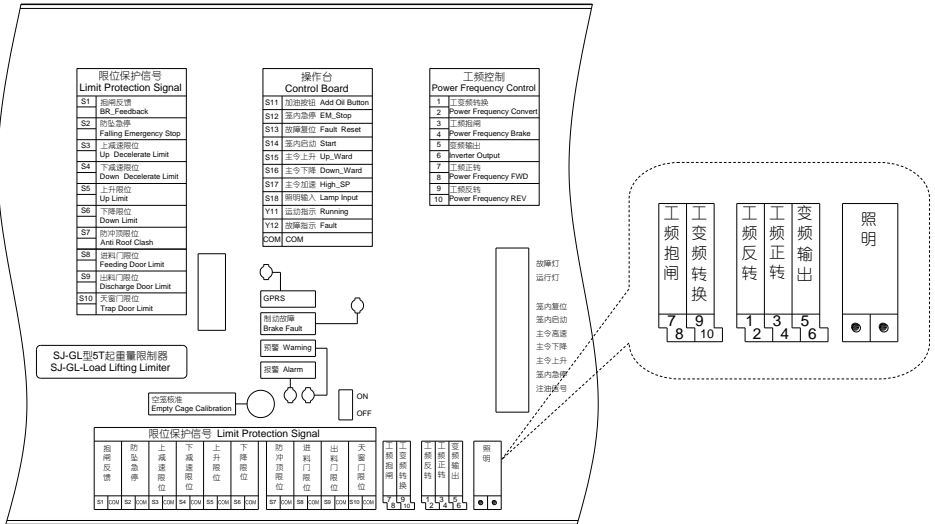 限位保护信号
Limit Protection Signal
S1 抱闸反馈
BR_Feedback
S2 防坠急停
Falling Emergency Stop
S3 上减速限位
Up Decelerate Limit
S4 下减速限位
Down Decelerate Limit
S5 上升限位
Up Limit
S6 下降限位
Down Limit
S7 防冲顶限位
Anti Roof Clash
S8 进料门限位
Feeding Door Limit
S9 出料门限位
Discharge Door Limit
S10 天窗门限位
Trap Door Limit
操作台
Control Board
S11 加油按钮 Add Oil Button
S12 笼内急停 EM_Stop
S13 故障复位 Fault Reset
S14 笼内启动 Start
S15 主令上升 Up_Ward
S16 主令下降 Down_Ward
S17 主令加速 High_SP
S18 照明输入 Lamp Input
Y11 运动指示 Running
Y12 故障指示 Fault
COM COM
工频控制
Power Frequency Control
1 工变频转换
2 Power Frequency Convert
3 工频抱闸
4 Power Frequency Brake
5 变频输出
6 Inverter Output
7 工频正转
8 Power Frequency FWD
9 工频反转
10 Power Frequency REV
故障灯
运行灯
笼内复位
笼内启动
主令高速
主令下降
主令上升
笼内急停
注油信号
GPRS
制动故障
Brake Fault
预警 Warning
报警 Alarm
SJ-GL型5T起重量限制器
SJ-GL-Load Lifting Limiter
空笼核准
Empty Cage Calibration
ON
OFF
限位保护信号 Limit Protection Signal
抱闸反馈
防坠急停
上减速限位
下减速限位
上升限位
下降限位
防冲顶限位
进料门限位
出料门限位
天窗门限位
S1 COM S2 COM S3 COM S4 COM S5 COM S6 COM S7 COM S8 COM S9 COM S10 COM
工频抱闸
工变频转换
工频反转
工频正转
变频输出
照明
7 9
8 10
1 3 5
2 4 6
工频抱闸
工变频转换
工频反转
工频正转
变频输出
照明
7 9
8 10
1 3 5
2 4 6